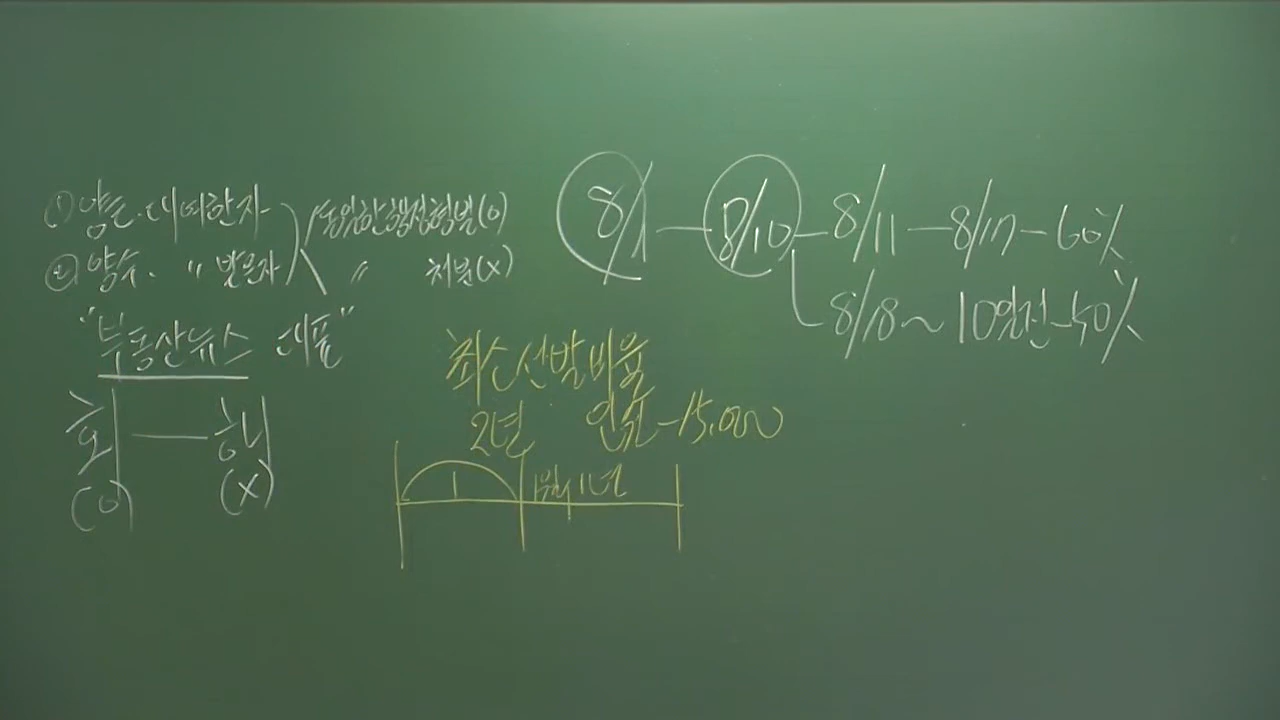 ① 양도·대여한자
② 양수· 〃 받은자
동일한 행정형벌(o)
〃 처벌(x)
"부동산뉴스 대표"
최소선발비율
2년 인원-15,000
1 1년
8/1 - 8/10 - 8/11 - 8/17 - 60%
8/18~10일전-50%
(o) (x)